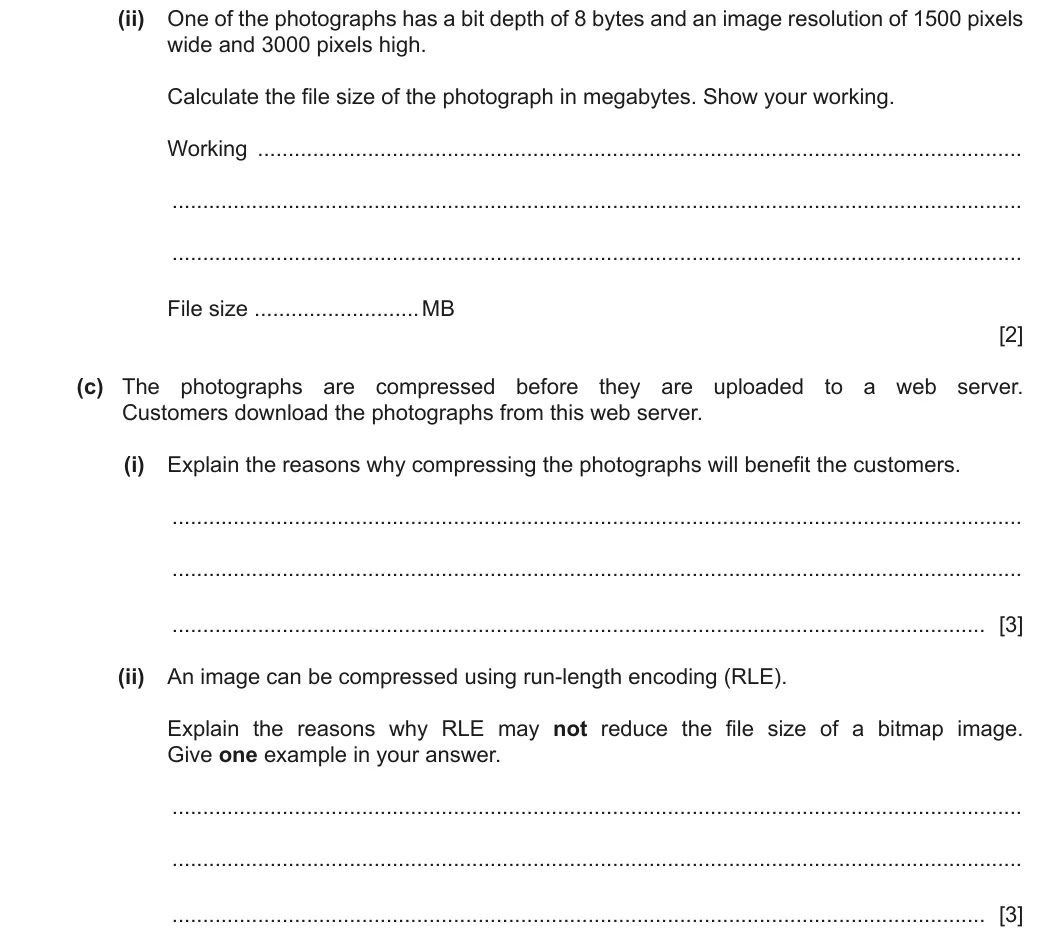 (ii) One of the photographs has a bit depth of 8 bytes and an image resolution of 1500 pixels
wide and 3000 pixels high.
Calculate the file size of the photograph in megabytes. Show your working.
Working ..............................................................................................................................
............................................................................................................................................
............................................................................................................................................
File size ...........................MB
[2]
(c) The photographs are compressed before they are uploaded to a web server.
Customers download the photographs from this web server.
(i) Explain the reasons why compressing the photographs will benefit the customers.
............................................................................................................................................
............................................................................................................................................
...................................................................................................................................... [3]
(ii) An image can be compressed using run-length encoding (RLE).
Explain the reasons why RLE may not reduce the file size of a bitmap image.
Give one example in your answer.
............................................................................................................................................
............................................................................................................................................
...................................................................................................................................... [3]